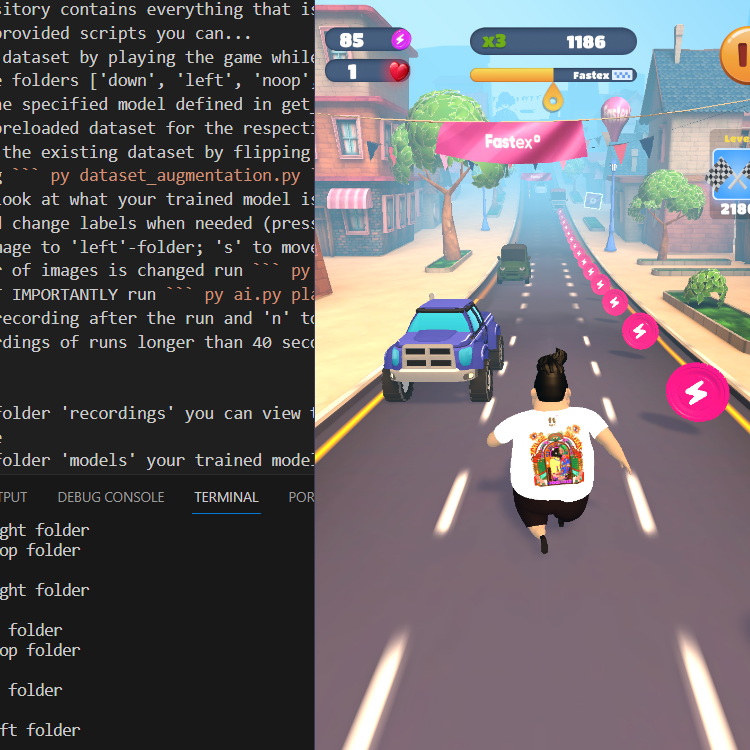 sitory contains everything that is
provided scripts you can...
dataset by playing the game while
e folders ['down', 'left', 'noop'
he specified model defined in get
preloaded dataset for the respecti
the existing dataset by flipping
g ``` py dataset_augmentation.py `
look at what your trained model is
d change labels when needed (press
mage to 'left'-folder; 's' to move
r of images is changed run ``` py
T IMPORTANTLY run ``` py ai.py pla
recording after the run and 'n' to
rdings of runs longer than 40 seco
folder 'recordings' you can view t
e
folder 'models' your trained model
TPUT DEBUG CONSOLE TERMINAL POR
ght folder
op folder
ght folder
folder
op folder
folder
ft folder
85
x3 1186
1
Fastex
Fastex
Fastex
Leve
218